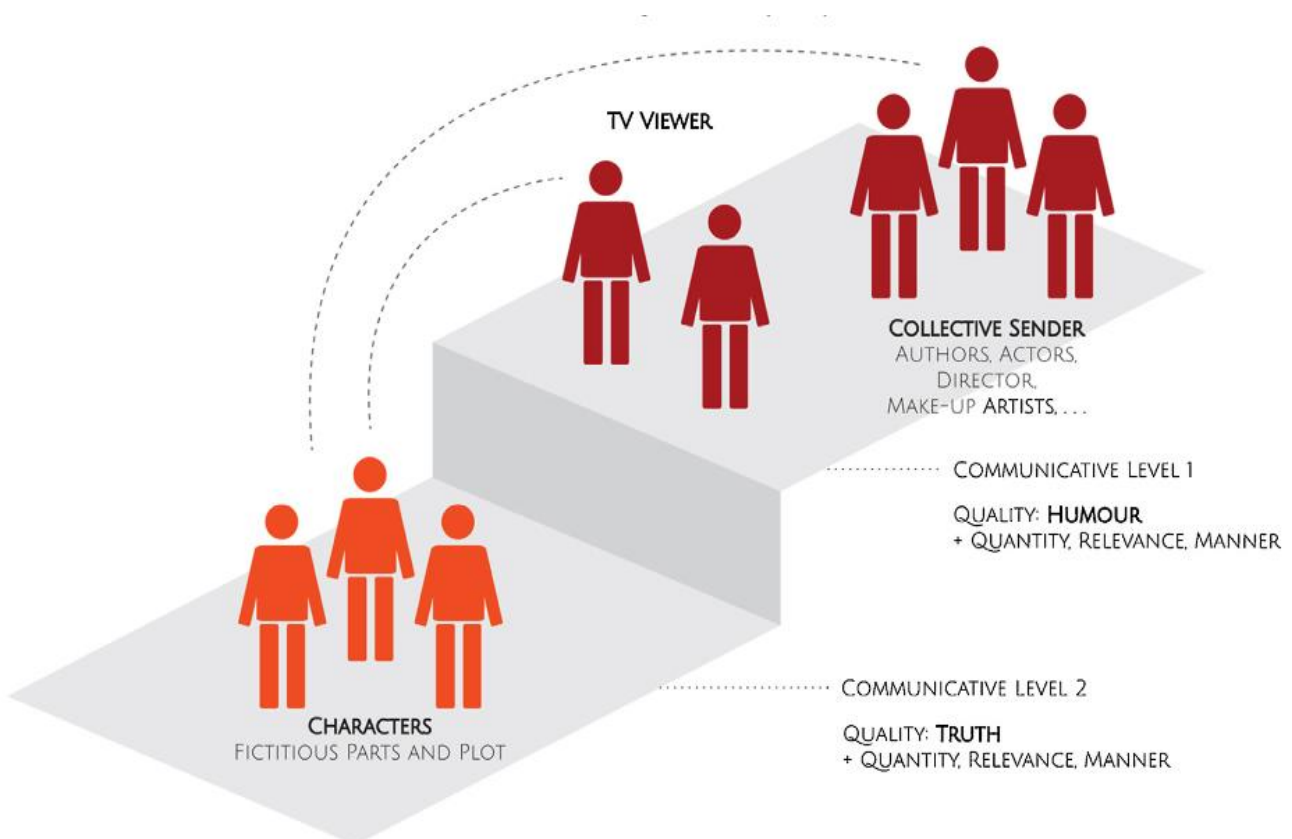 TV VIEWER
COLLECTIVE SENDER
AUTHORS, ACTORS,
DIRECTOR,
MAKE-UP ARTISTS, ...
COMMUNICATIVE LEVEL 1
QUALITY: HUMOUR
+ QUANTITY, RELEVANCE, MANNER
CHARACTERS
FICTITIOUS PARTS AND PLOT
COMMUNICATIVE LEVEL 2
QUALITY: TRUTH
+ QUANTITY, RELEVANCE, MANNER